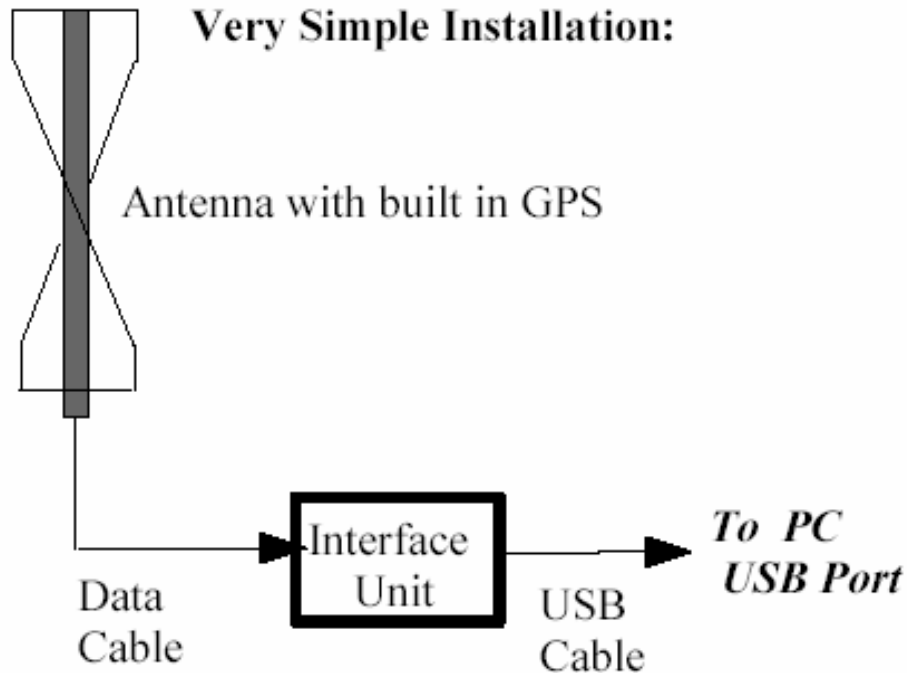 Very Simple Installation:
Antenna with built in GPS
Interface
Unit
To PC
USB Port
Data
Cable
USB
Cable